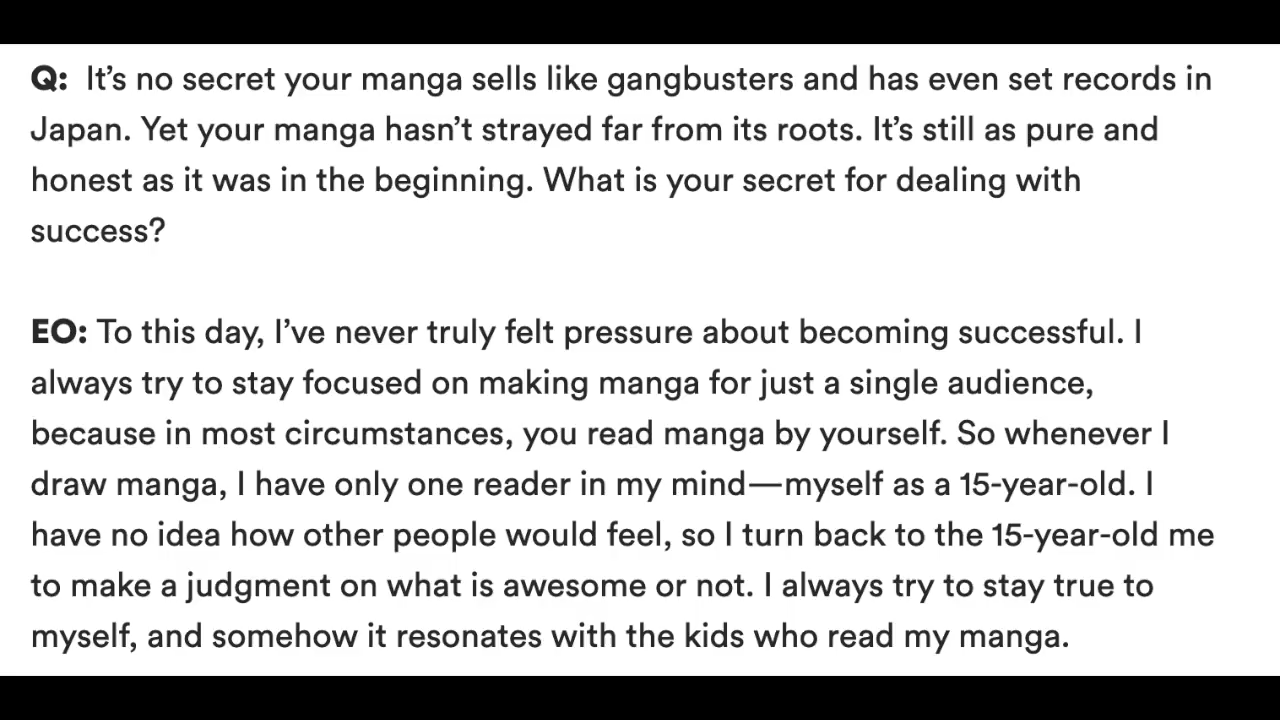 Q: It’s no secret your manga sells like gangbusters and has even set records in
Japan. Yet your manga hasn’t strayed far from its roots. It’s still as pure and
honest as it was in the beginning. What is your secret for dealing with
success?
EO: To this day, I’ve never truly felt pressure about becoming successful. I
always try to stay focused on making manga for just a single audience,
because in most circumstances, you read manga by yourself. So whenever I
draw manga, I have only one reader in my mind—myself as a 15-year-old. I
have no idea how other people would feel, so I turn back to the 15-year-old me
to make a judgment on what is awesome or not. I always try to stay true to
myself, and somehow it resonates with the kids who read my manga.